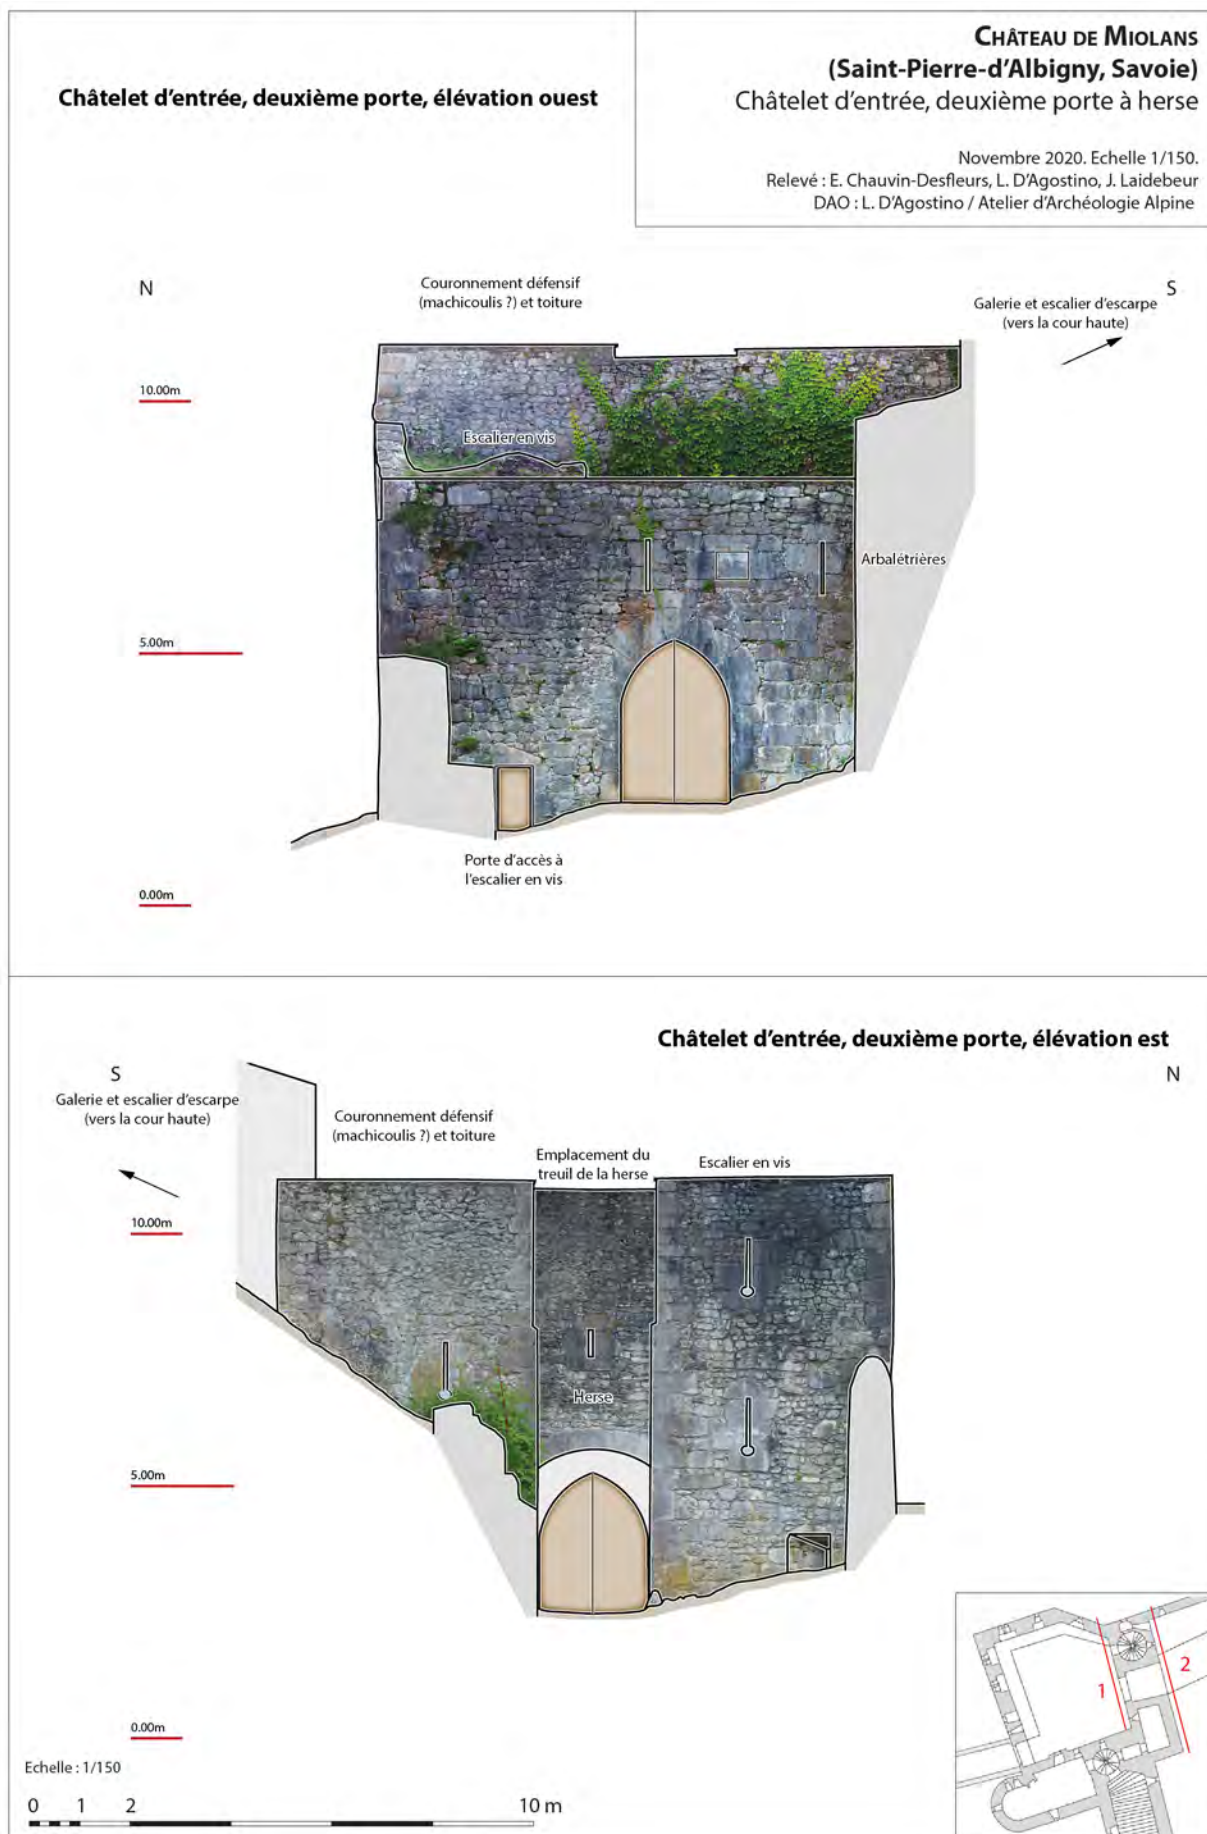 CHÂTEAU DE MIOLANS
(Saint-Pierre-d'Albigny, Savoie)
Châtelet d'entrée, deuxième porte à herse
Novembre 2020. Echelle 1/150.
Relevé : E. Chauvin-Desfleurs, L. D'Agostino, J. Laidebeur
DAO : L. D'Agostino / Atelier d'Archéologie Alpine
Châtelet d'entrée, deuxième porte, élévation ouest
N
Couronnement défensif
(machicoulis ?) et toiture
S
Galerie et escalier d'escarpe
(vers la cour haute)
10.00m
Escalier en vis
Arbalétrières
5.00m
Porte d'accès à
l'escalier en vis
0.00m
Châtelet d'entrée, deuxième porte, élévation est
S
N
Galerie et escalier d'escarpe
(vers la cour haute)
Couronnement défensif
(machicoulis ?) et toiture
Emplacement du
treuil de la herse
Escalier en vis
10.00m
Herse
5.00m
1
2
0.00m
Echelle : 1/150
0 1 2 10 m